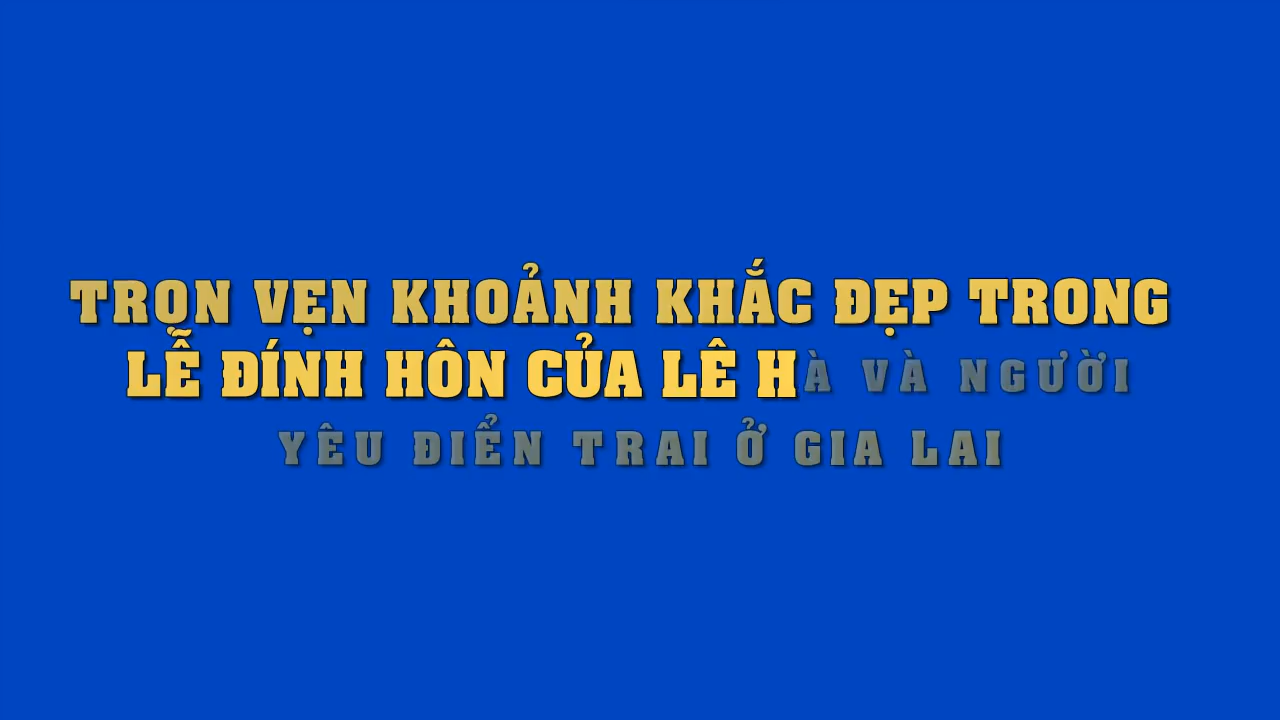 TRỌN VẸN KHOẢNH KHẮC ĐẸP TRONG
LỄ ĐÍNH HÔN CỦA LÊ HÀ VÀ NGƯỜI
YÊU ĐIỂN TRAI Ở GIA LAI